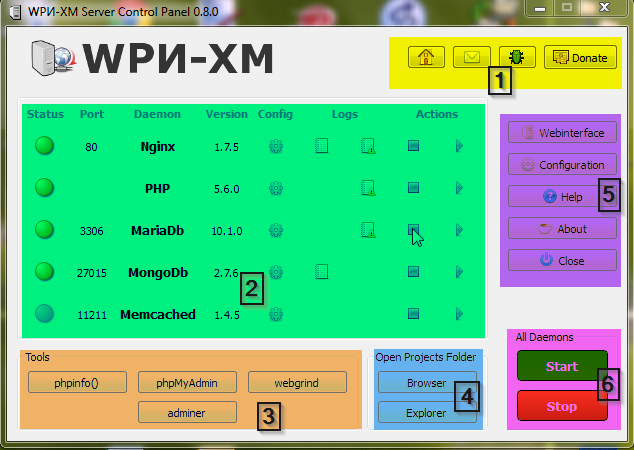 WPИ-XM Server Control Panel 0.8.0
WPИ-XM
Donate
1
Status Port Daemon Version Config Logs Actions
80 Nginx 1.7.5
PHP 5.6.0
3306 MariaDb 10.1.0
27015 MongoDb 2.7.6
2
11211 Memcached 1.4.5
Webinterface
Configuration
Help
5
About
Close
Tools
phpinfo()
phpMyAdmin
webgrind
adminer
3
Open Projects Folder
Browser
4
Explorer
All Daemons
Start
6
Stop